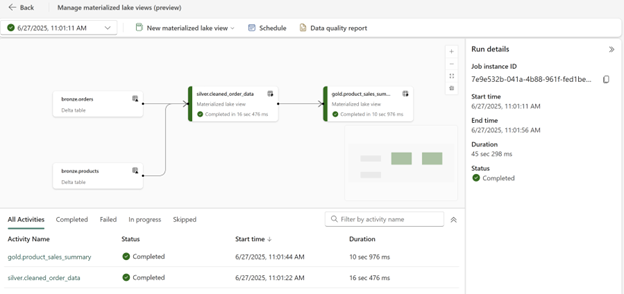 Back
Manage materialized lake views (preview)
6/27/2025, 11:01:11 AM
New materialized lake view
Schedule
Data quality report
bronze.orders
Delta table
bronze.products
Delta table
silver.cleaned_order_data
Materialized lake view
Completed in 16 sec 476 ms
gold.product_sales_summ...
Materialized lake view
Completed in 10 sec 976 ms
Run details
Job instance ID
7e9e532b-041a-4b88-961f-fed1be...
Start time
6/27/2025, 11:01:11 AM
End time
6/27/2025, 11:01:56 AM
Duration
45 sec 298 ms
Status
Completed
All Activities Completed Failed In progress Skipped
Filter by activity name
Activity Name Status Start time Duration
gold.product_sales_summary Completed 6/27/2025, 11:01:44 AM 10 sec 976 ms
silver.cleaned_order_data Completed 6/27/2025, 11:01:22 AM 16 sec 476 ms